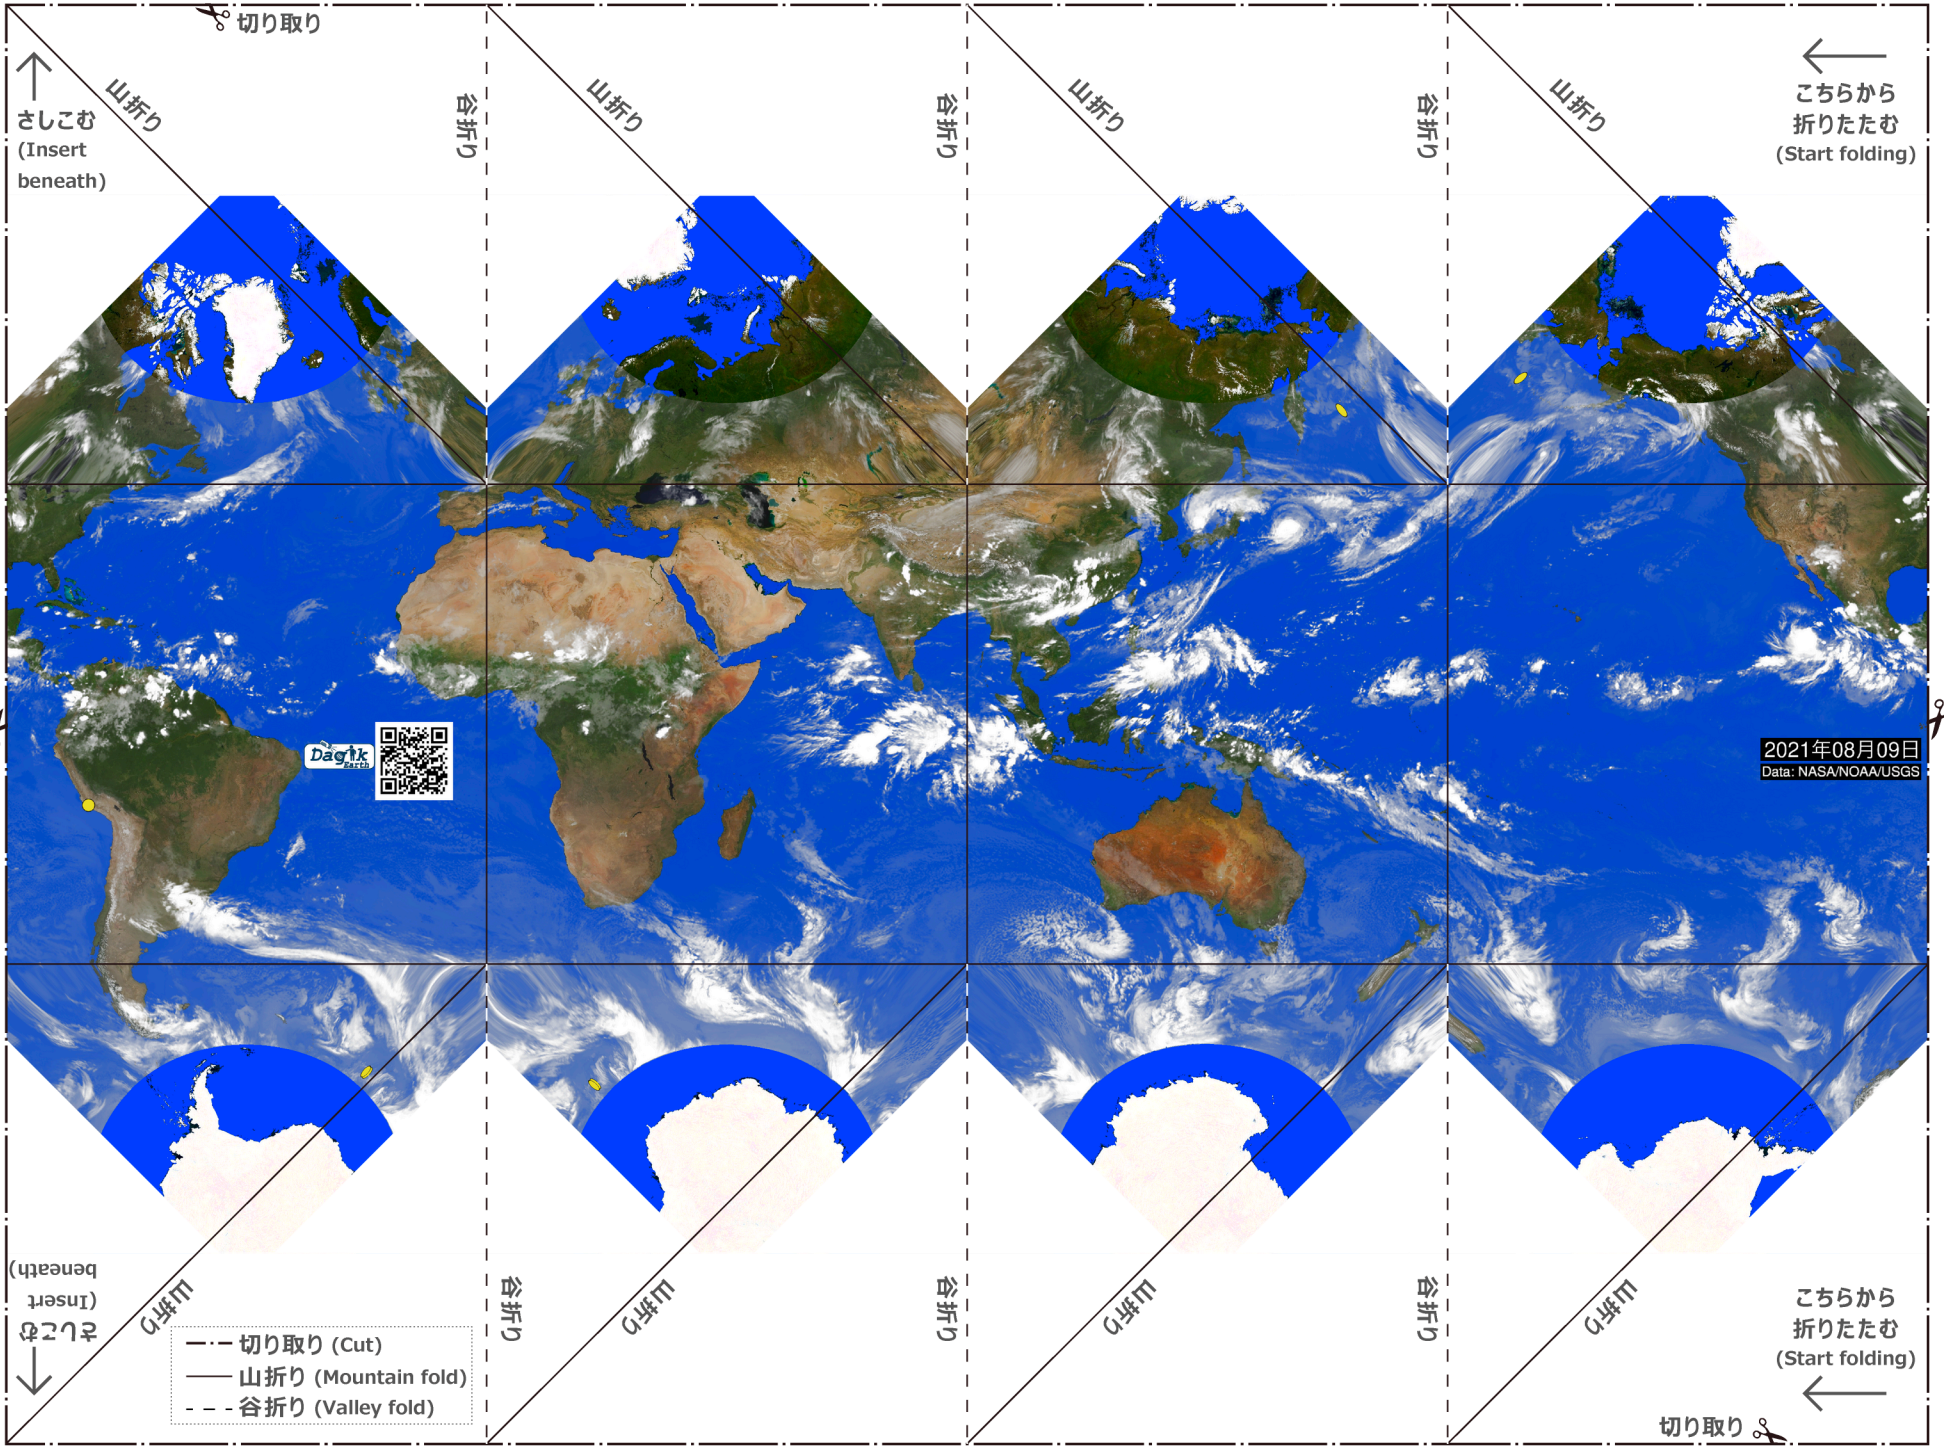 切り取り
山折り
谷折り
山折り
谷折り
山折り
谷折り
山折り
さしこむ
(Insert
beneath)
こちらから
折りたたむ
(Start folding)
Dagik
Earth
2021年08月09日
Data: NASA/NOAA/USGS
さしこむ
(Insert
beneath)
山折り
谷折り
山折り
谷折り
山折り
谷折り
山折り
こちらから
折りたたむ
(Start folding)
切り取り (Cut)
山折り (Mountain fold)
谷折り (Valley fold)
切り取り